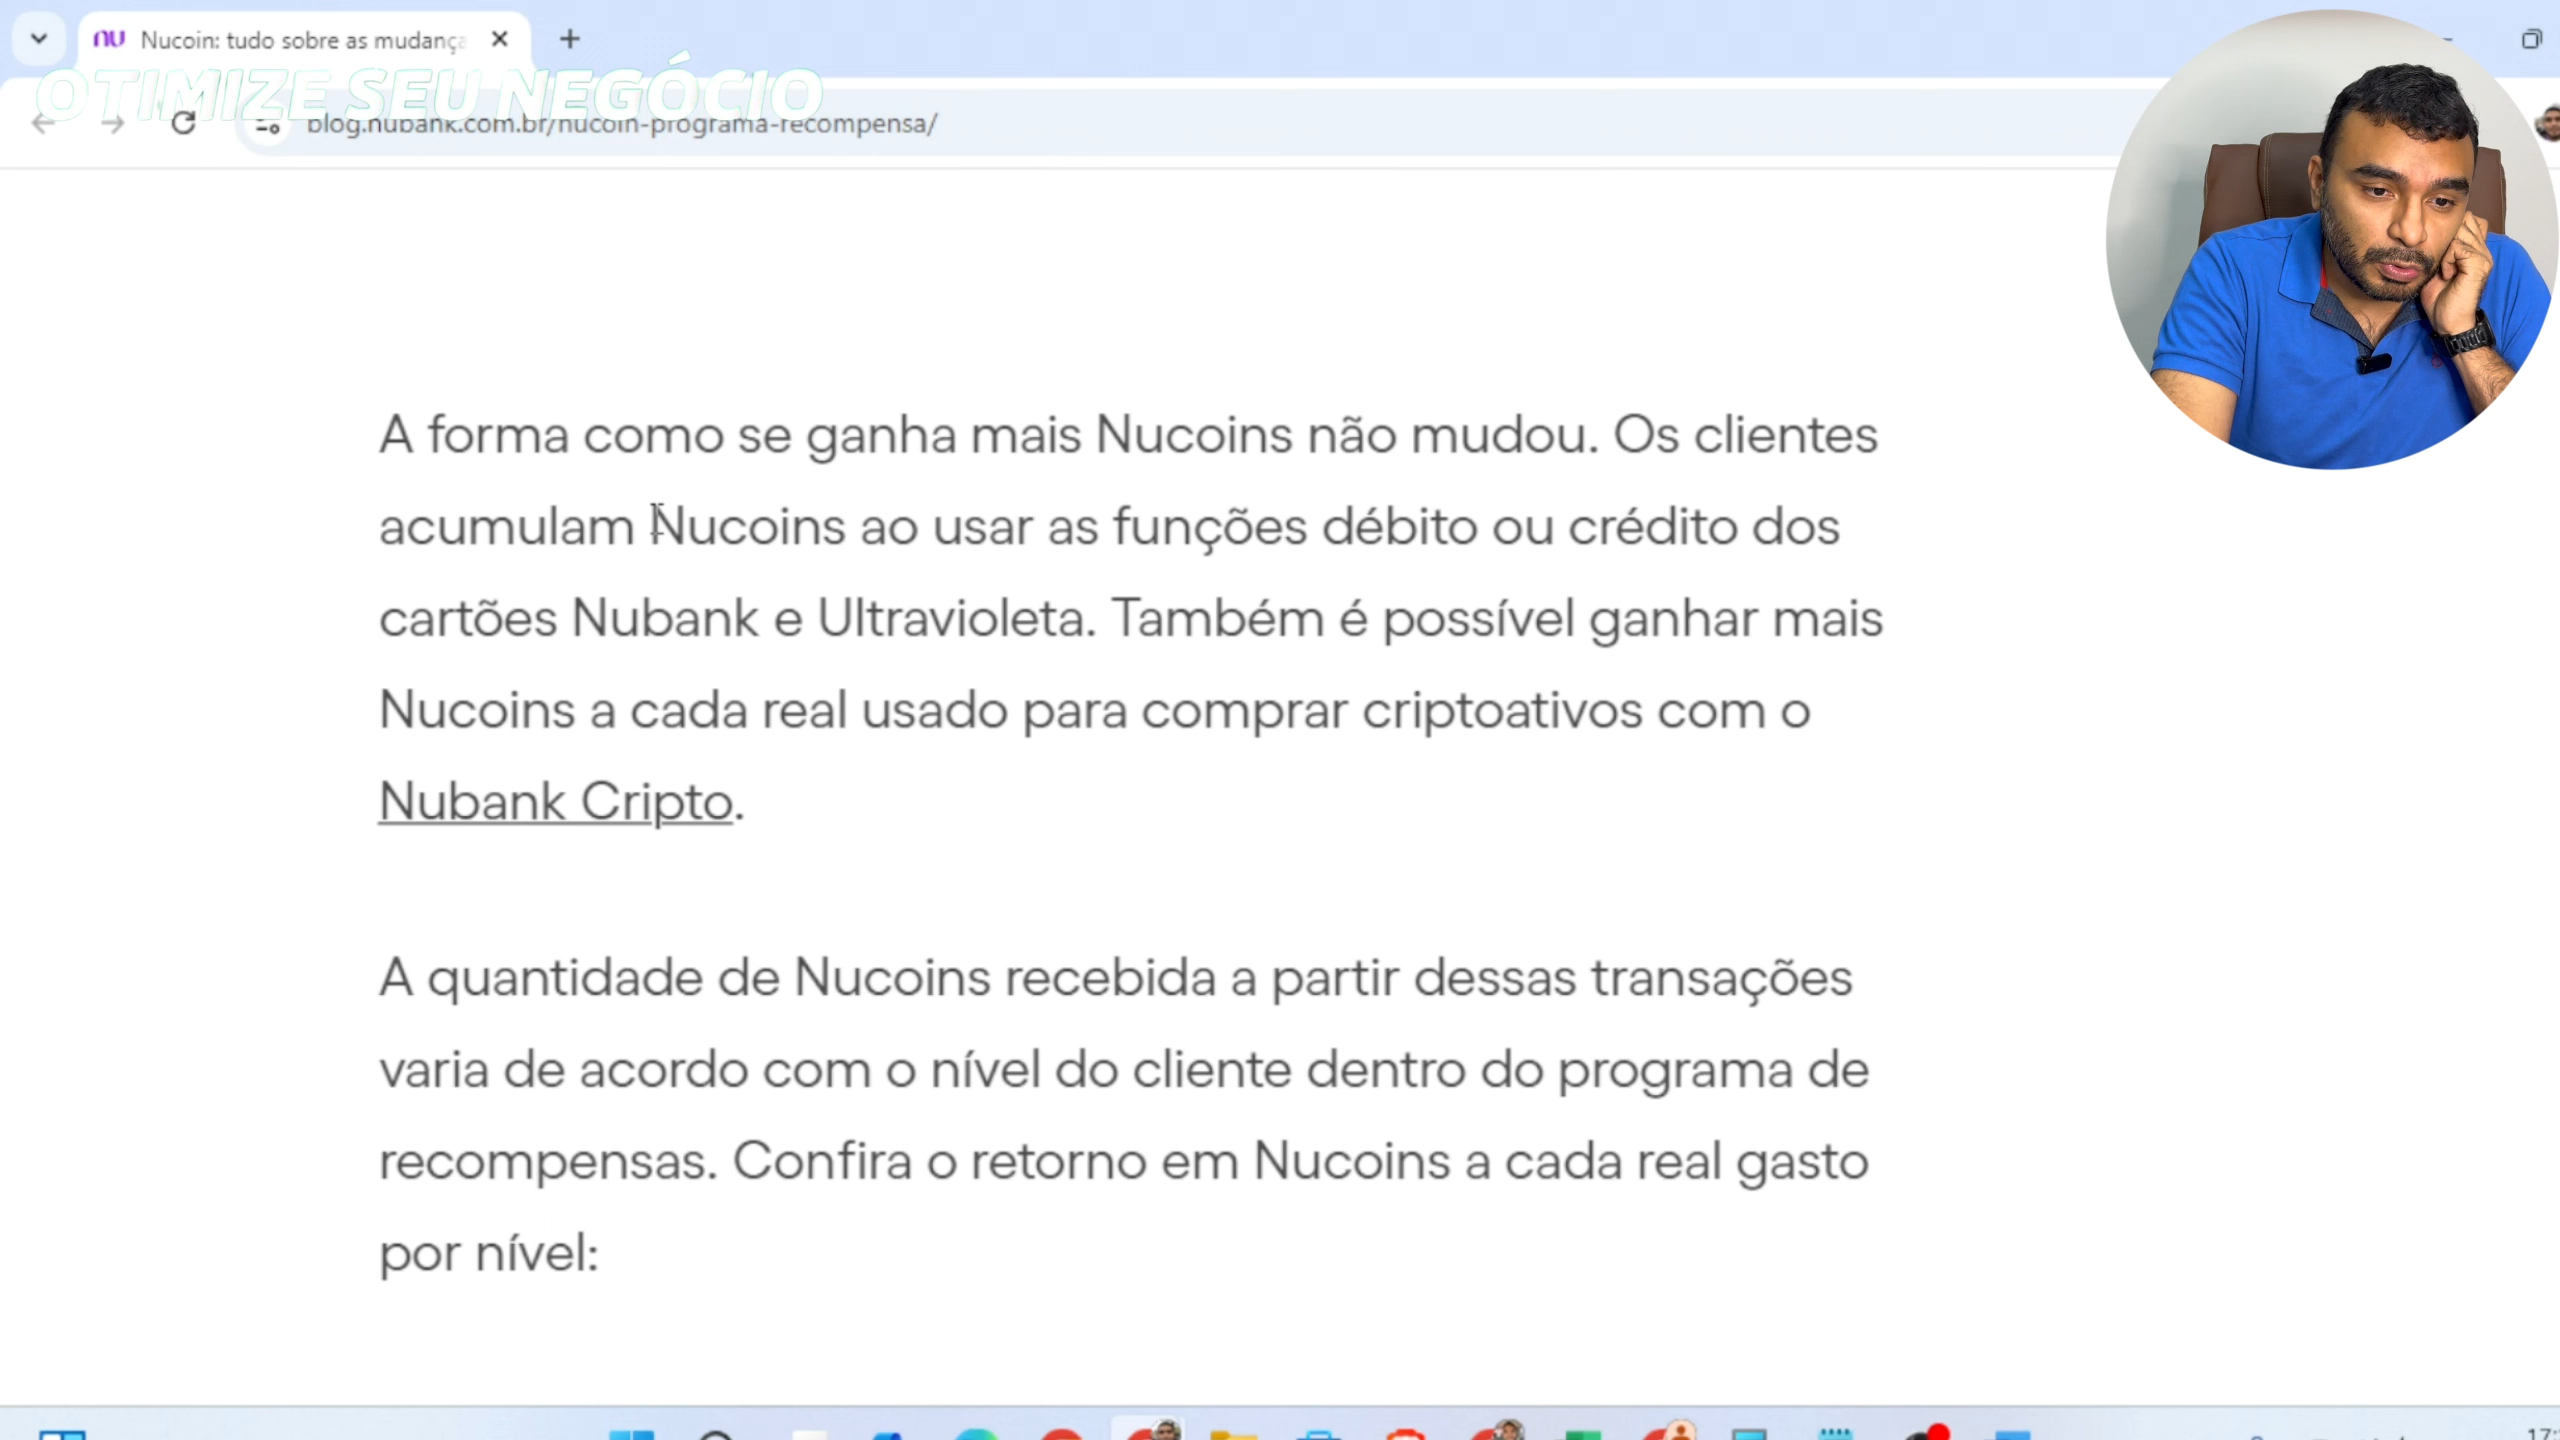 nu Nucoin: tudo sobre as mudança
OTIMIZE SEU NEGÓCIO
blog.nubank.com.br/nucoin-programa-recompensa/
A forma como se ganha mais Nucoins não mudou. Os clientes
acumulam Nucoins ao usar as funções débito ou crédito dos
cartões Nubank e Ultravioleta. Também é possível ganhar mais
Nucoins a cada real usado para comprar criptoativos com o
Nubank Cripto.
A quantidade de Nucoins recebida a partir dessas transações
varia de acordo com o nível do cliente dentro do programa de
recompensas. Confira o retorno em Nucoins a cada real gasto
por nível: